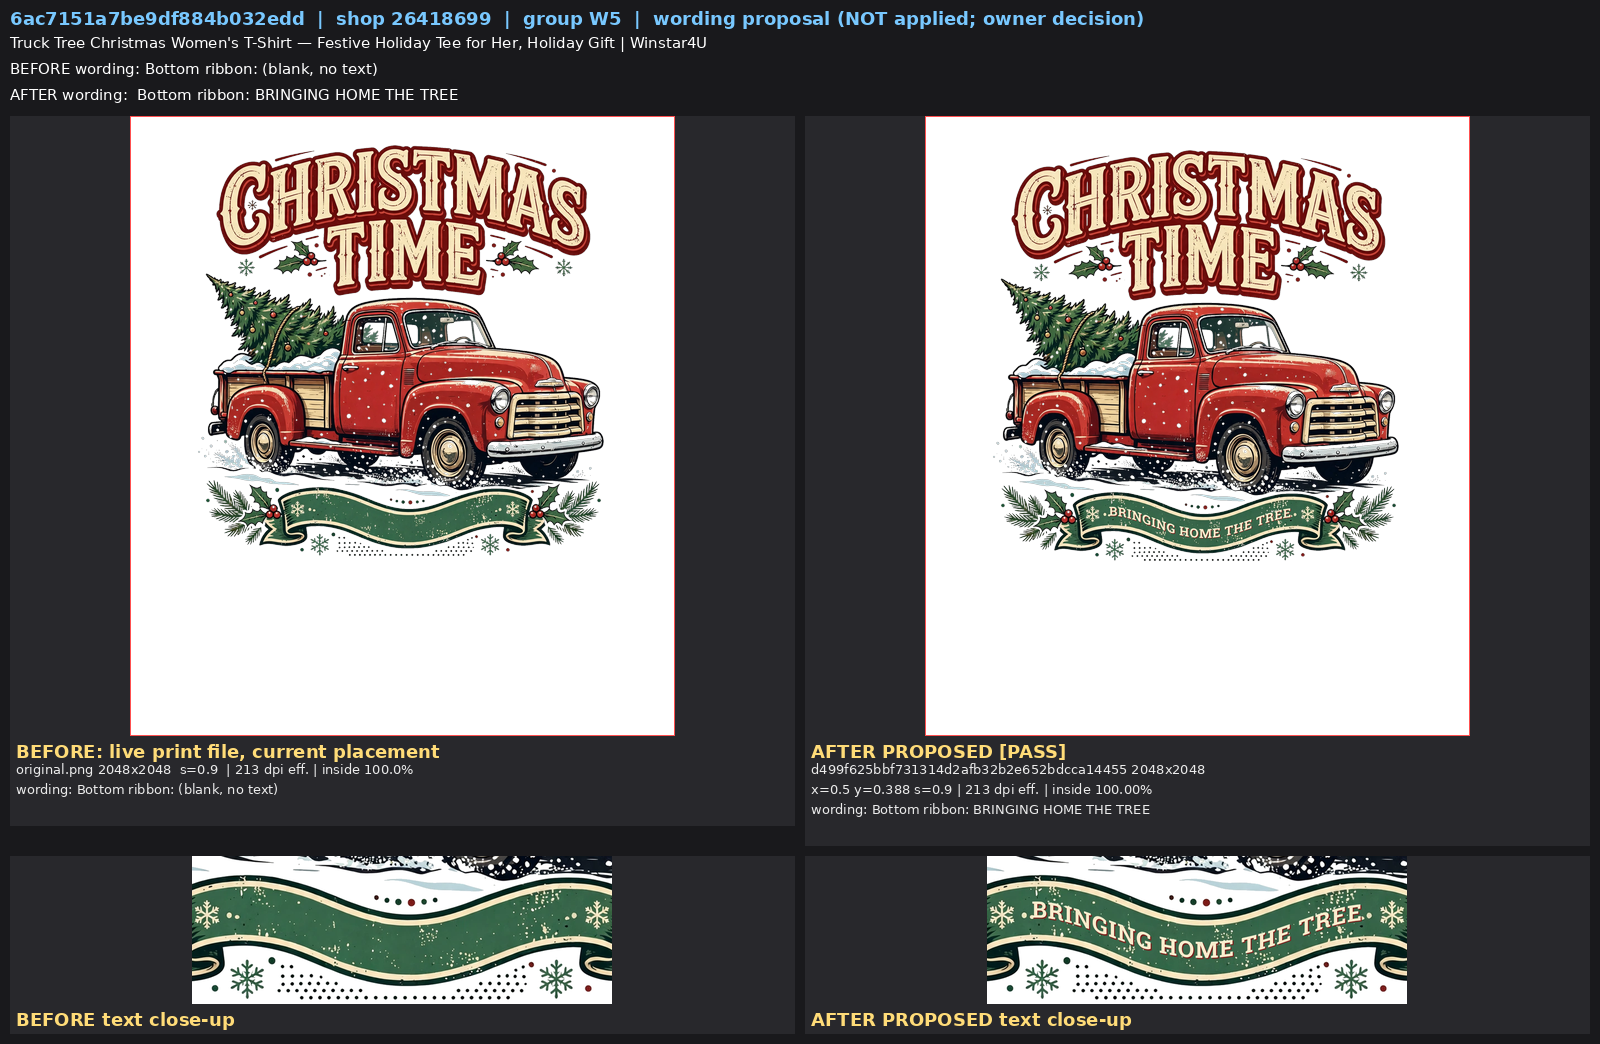 6ac7151a7be9df884b032edd | shop 26418699 | group W5 | wording proposal (NOT applied; owner decision)
Truck Tree Christmas Women's T-Shirt — Festive Holiday Tee for Her, Holiday Gift | Winstar4U
BEFORE wording: Bottom ribbon: (blank, no text)
AFTER wording: Bottom ribbon: BRINGING HOME THE TREE
CHRISTMAS
TIME
CHRISTMAS
TIME
BRINGING HOME THE TREE
BEFORE: live print file, current placement
original.png 2048x2048 s=0.9 | 213 dpi eff. | inside 100.0%
wording: Bottom ribbon: (blank, no text)
AFTER PROPOSED [PASS]
d499f625bbf731314d2afb32b2e652bdcca14455 2048x2048
x=0.5 y=0.388 s=0.9 | 213 dpi eff. | inside 100.00%
wording: Bottom ribbon: BRINGING HOME THE TREE
BRINGING HOME THE TREE
BEFORE text close-up
AFTER PROPOSED text close-up